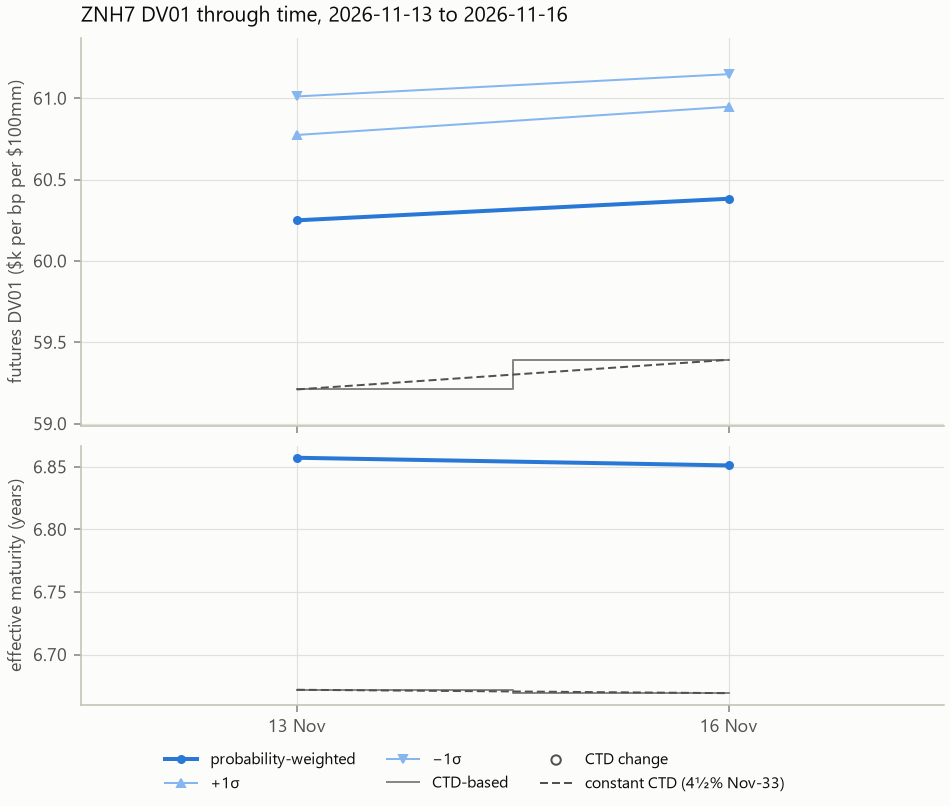 ZNH7 DV01 through time, 2026-11-13 to 2026-11-16
futures DV01 ($k per bp per $100mm)
61.0
60.5
60.0
59.5
59.0
effective maturity (years)
6.85
6.80
6.75
6.70
13 Nov
16 Nov
probability-weighted
+1σ
−1σ
CTD-based
CTD change
constant CTD (4½% Nov-33)